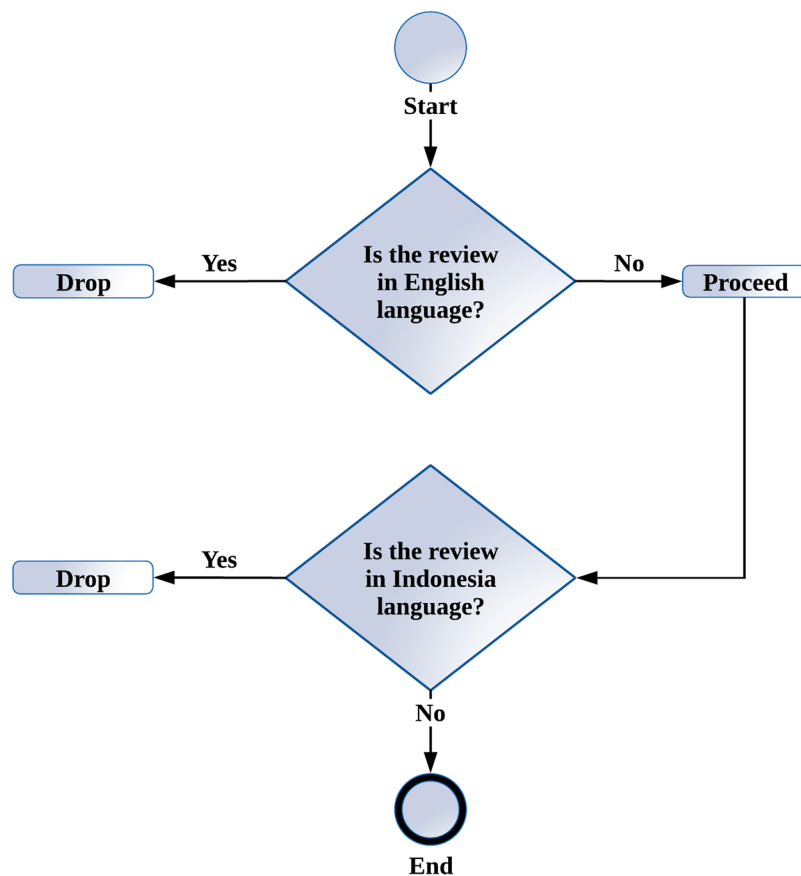 Start
Is the review
in English
language?
Yes
Drop
No
Proceed
Is the review
in Indonesia
language?
Yes
Drop
No
End